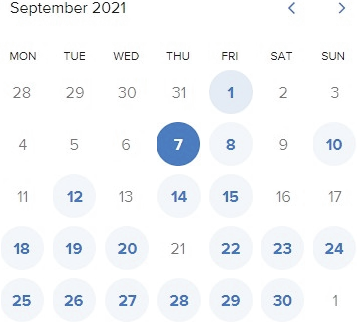 September 2021
MON TUE WED THU FRI SAT SUN
28 29 30 31 1 2 3
4 5 6 7 8 9 10
11 12 13 14 15 16 17
18 19 20 21 22 23 24
25 26 27 28 29 30 1